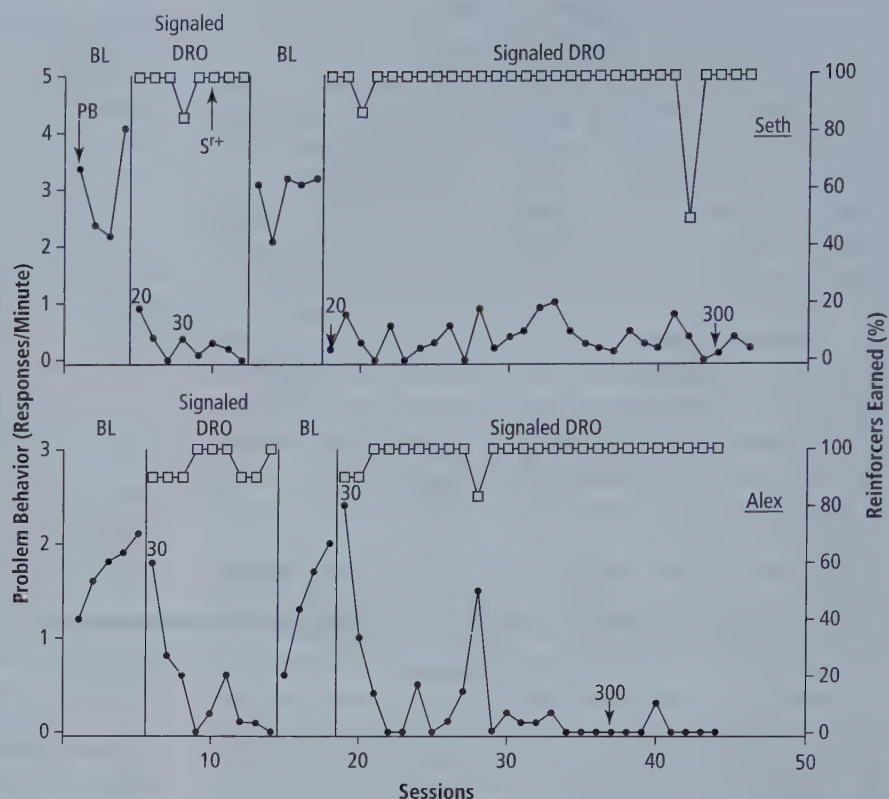 Signaled
BL DRO BL Signaled DRO
5 100
PB
Seth
4 80
S^r+
3 60
2 40
1 20
20 30 20 300
0 0
Signaled
BL DRO BL Signaled DRO
3 100
30 30
Alex
80
2
60
1 40
20
300
0 0
10 20 30 40 50
Sessions
Problem Behavior (Responses/Minute)
Reinforcers Earned (%)